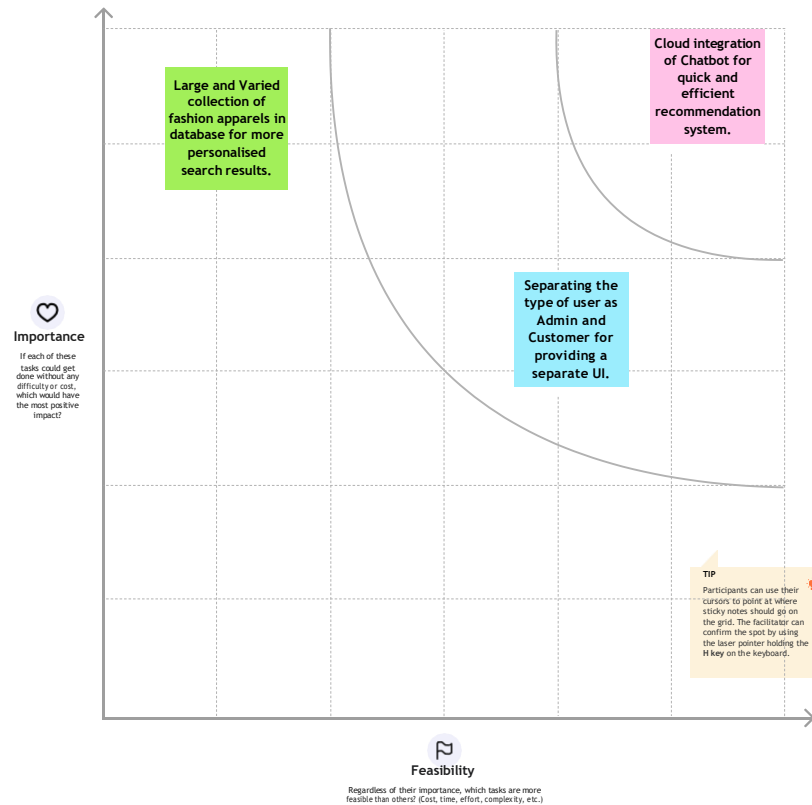 Cloud integration
of Chatbot for
quick and
efficient
recommendation
system.
Large and Varied
collection of
fashion apparels in
database for more
personalised
search results.
Separating the
type of user as
Admin and
Customer for
providing a
separate UI.
Importance
If each of these
tasks could get
done without any
difficulty or cost,
which would have
the most positive
impact?
TIP
Participants can use their
cursors to point at where
sticky notes should go on
the grid. The facilitator can
confirm the spot by using
the laser pointer holding the
H key on the keyboard.
Feasibility
Regardless of their importance, which tasks are more
feasible than others? (Cost, time, effort, complexity, etc.)